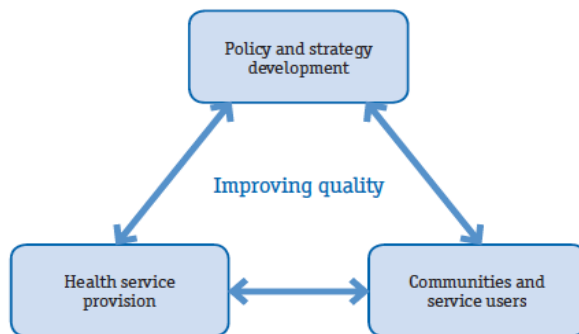 Policy and strategy
development
Improving quality
Health service
provision
Communities and
service users